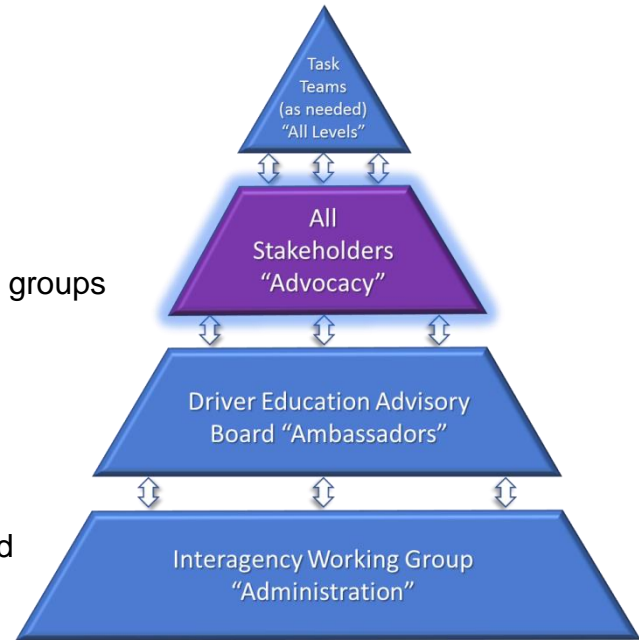 Task
Teams
(as needed)
“All Levels”
All
Stakeholders
“Advocacy”
groups
Driver Education Advisory
Board “Ambassadors”
Interagency Working Group
“Administration”